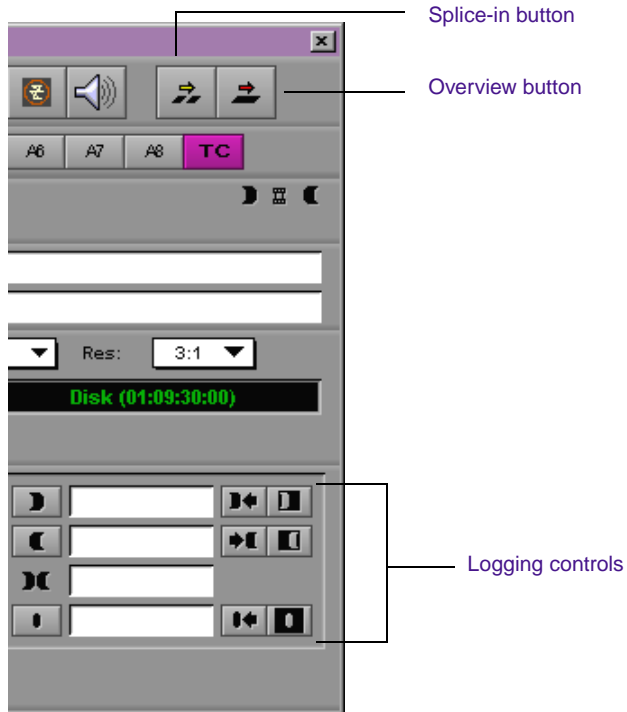 Splice-in button
Overview button
A6 A7 A8 TC
Res: 3:1
Disk (01:09:30:00)
Logging controls